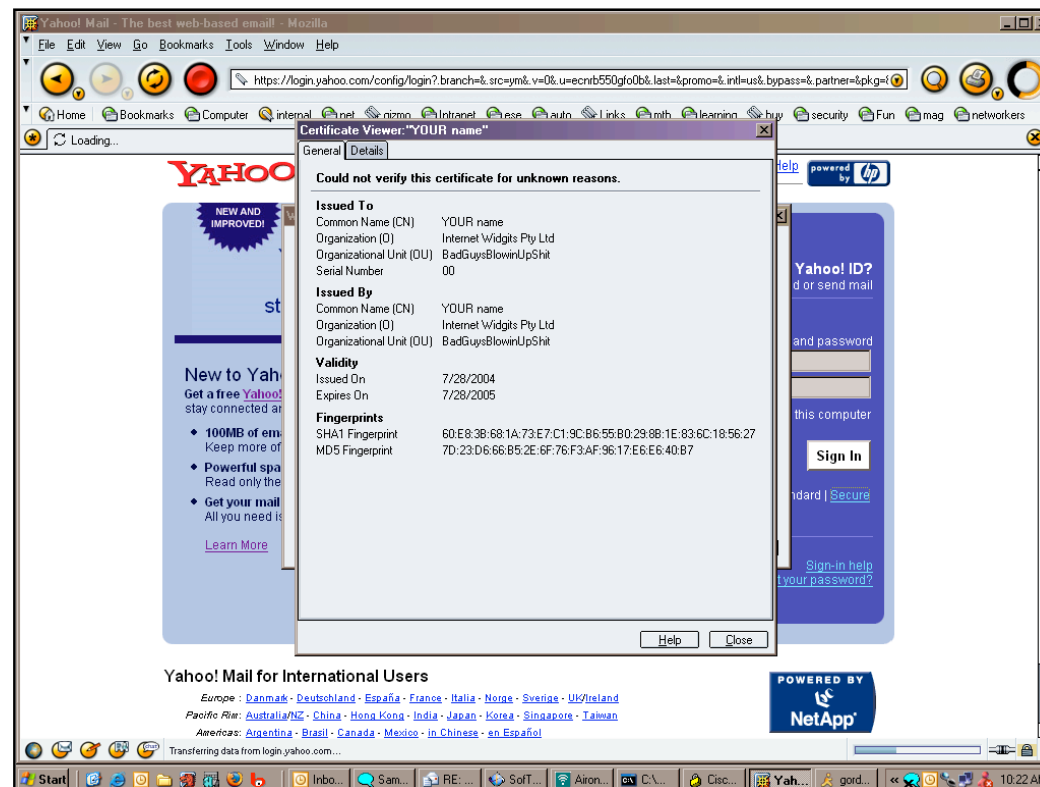 Yahoo! Mail - The best web-based email! - Mozilla
File Edit View Go Bookmarks Tools Window Help
https://login.yahoo.com/config/login?.branch=&.src=ym&.v=0&.u=ecnrb550gfo0b&.last=&promo=&.intl=us&.bypass=&.partner=&pkg=
Home Bookmarks Computer internal net gizmo Intranet ese auto Links mth learning buy security Fun mag networkers
Loading...
Certificate Viewer:"YOUR name"
General Details
Could not verify this certificate for unknown reasons.
Issued To
Common Name (CN) YOUR name
Organization (O) Internet Widgits Pty Ltd
Organizational Unit (OU) BadGuysBlowinUpShit
Serial Number 00
Issued By
Common Name (CN) YOUR name
Organization (O) Internet Widgits Pty Ltd
Organizational Unit (OU) BadGuysBlowinUpShit
Validity
Issued On 7/28/2004
Expires On 7/28/2005
Fingerprints
SHA1 Fingerprint 60:E8:3B:68:1A:73:E7:C1:9C:B6:55:B0:29:8B:1E:83:6C:18:56:27
MD5 Fingerprint 7D:23:D6:66:B5:2E:6F:76:F3:AF:96:17:E6:E6:40:B7
Help Close
YAHOO
Help
powered by hp
NEW AND IMPROVED!
st
New to Yah
Get a free Yahoo!
stay connected an
100MB of em
Keep more of
Powerful spa
Read only the
Get your mail
All you need is
Learn More
Yahoo! ID?
d or send mail
and password
this computer
Sign In
ndard | Secure
Sign-in help
t your password?
Yahoo! Mail for International Users
Europe : Danmark - Deutschland - España - France - Italia - Norge - Sverige - UK/Ireland
Pacific Rim: Australia/NZ - China - Hong Kong - India - Japan - Korea - Singapore - Taiwan
Americas: Argentina - Brasil - Canada - Mexico - in Chinese - en Español
POWERED BY
NetApp
Transferring data from login.yahoo.com...
Start Inbo... Sam... RE: ... SofT... Airon... C:\... Cisc... Yah... gord... « 10:22 A